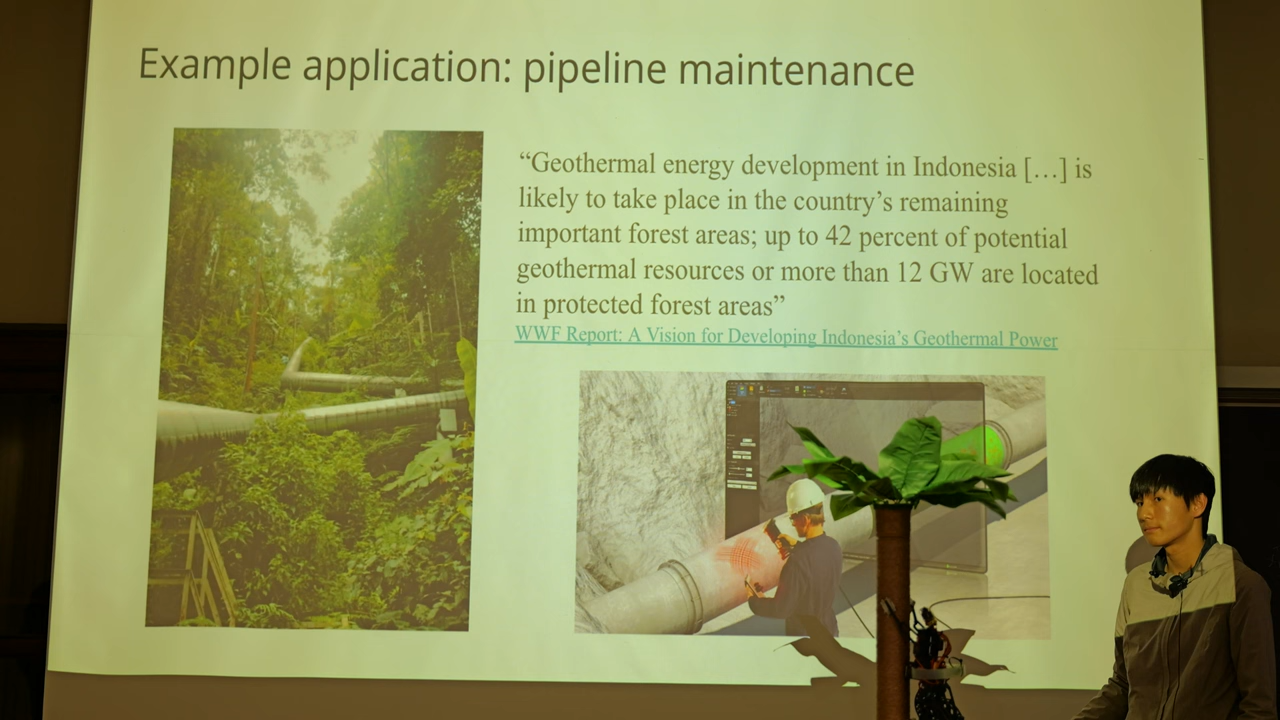 Example application: pipeline maintenance
“Geothermal energy development in Indonesia […] is
likely to take place in the country’s remaining
important forest areas; up to 42 percent of potential
geothermal resources or more than 12 GW are located
in protected forest areas”
WWF Report: A Vision for Developing Indonesia’s Geothermal Power